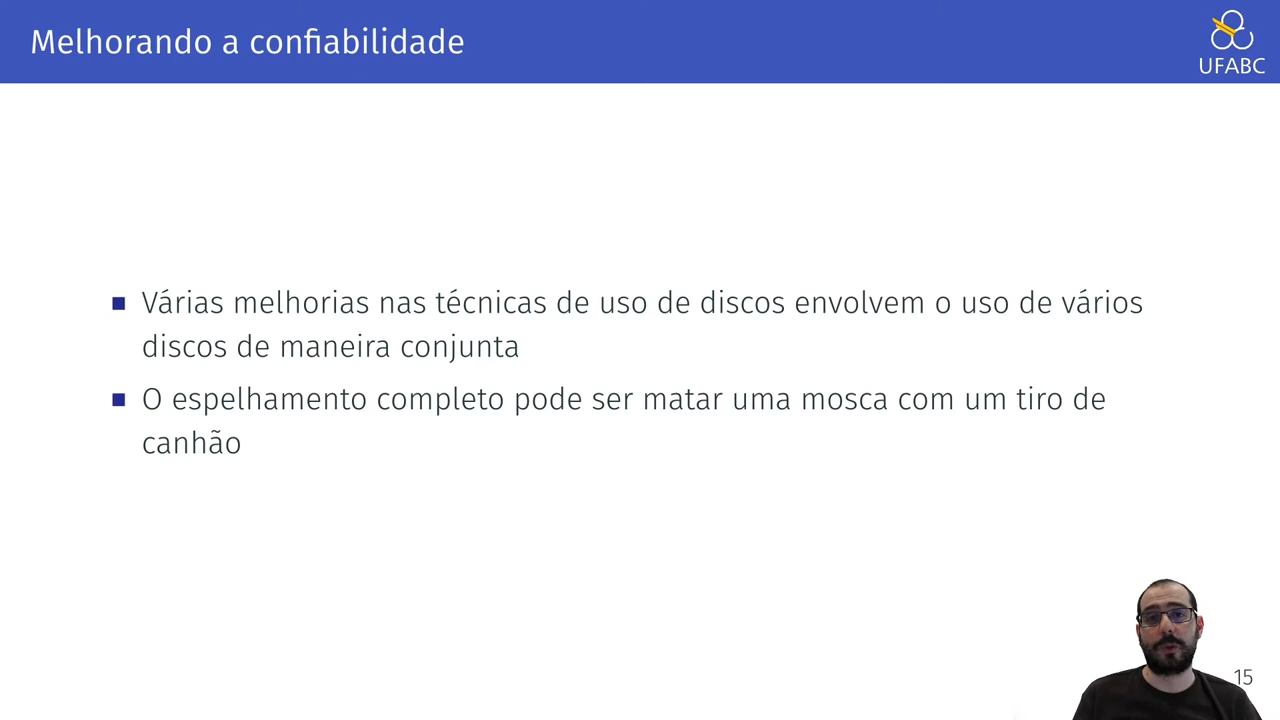 Melhorando a confiabilidade
UFABC
Várias melhorias nas técnicas de uso de discos envolvem o uso de vários
discos de maneira conjunta
O espelhamento completo pode ser matar uma mosca com um tiro de
canhão
15